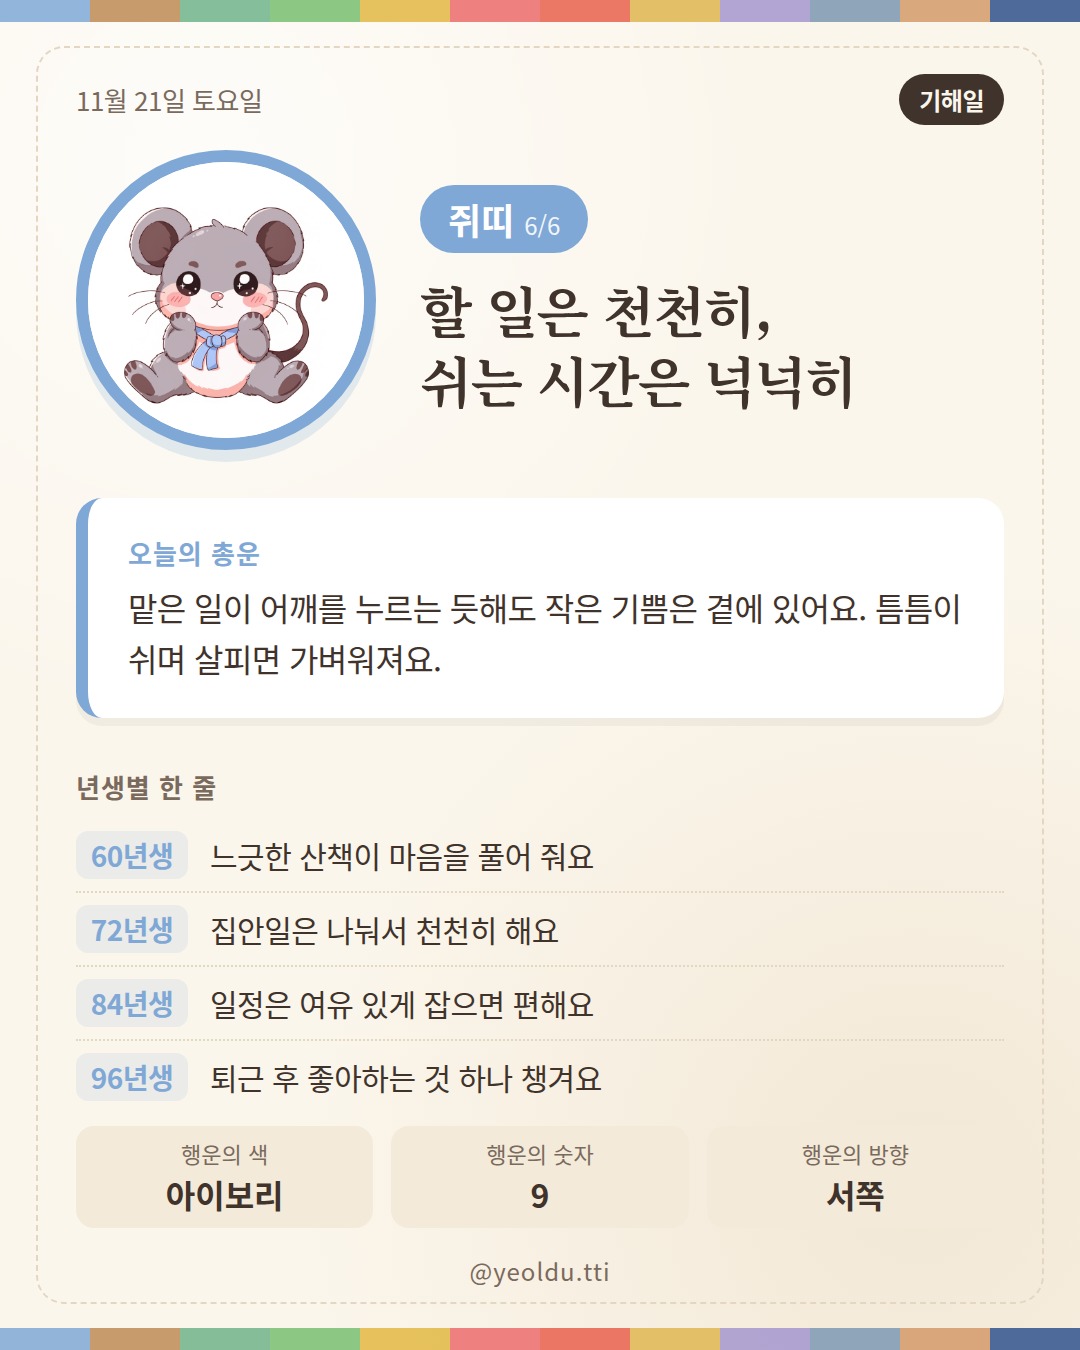 11월 21일 토요일
기해일
쥐띠 6/6
할 일은 천천히,
쉬는 시간은 넉넉히
오늘의 총운
맡은 일이 어깨를 누르는 듯해도 작은 기쁨은 곁에 있어요. 틈틈이
쉬며 살피면 가벼워져요.
년생별 한 줄
60년생 느긋한 산책이 마음을 풀어 줘요
72년생 집안일은 나눠서 천천히 해요
84년생 일정은 여유 있게 잡으면 편해요
96년생 퇴근 후 좋아하는 것 하나 챙겨요
행운의 색
아이보리
행운의 숫자
9
행운의 방향
서쪽
@yeoldu.tti